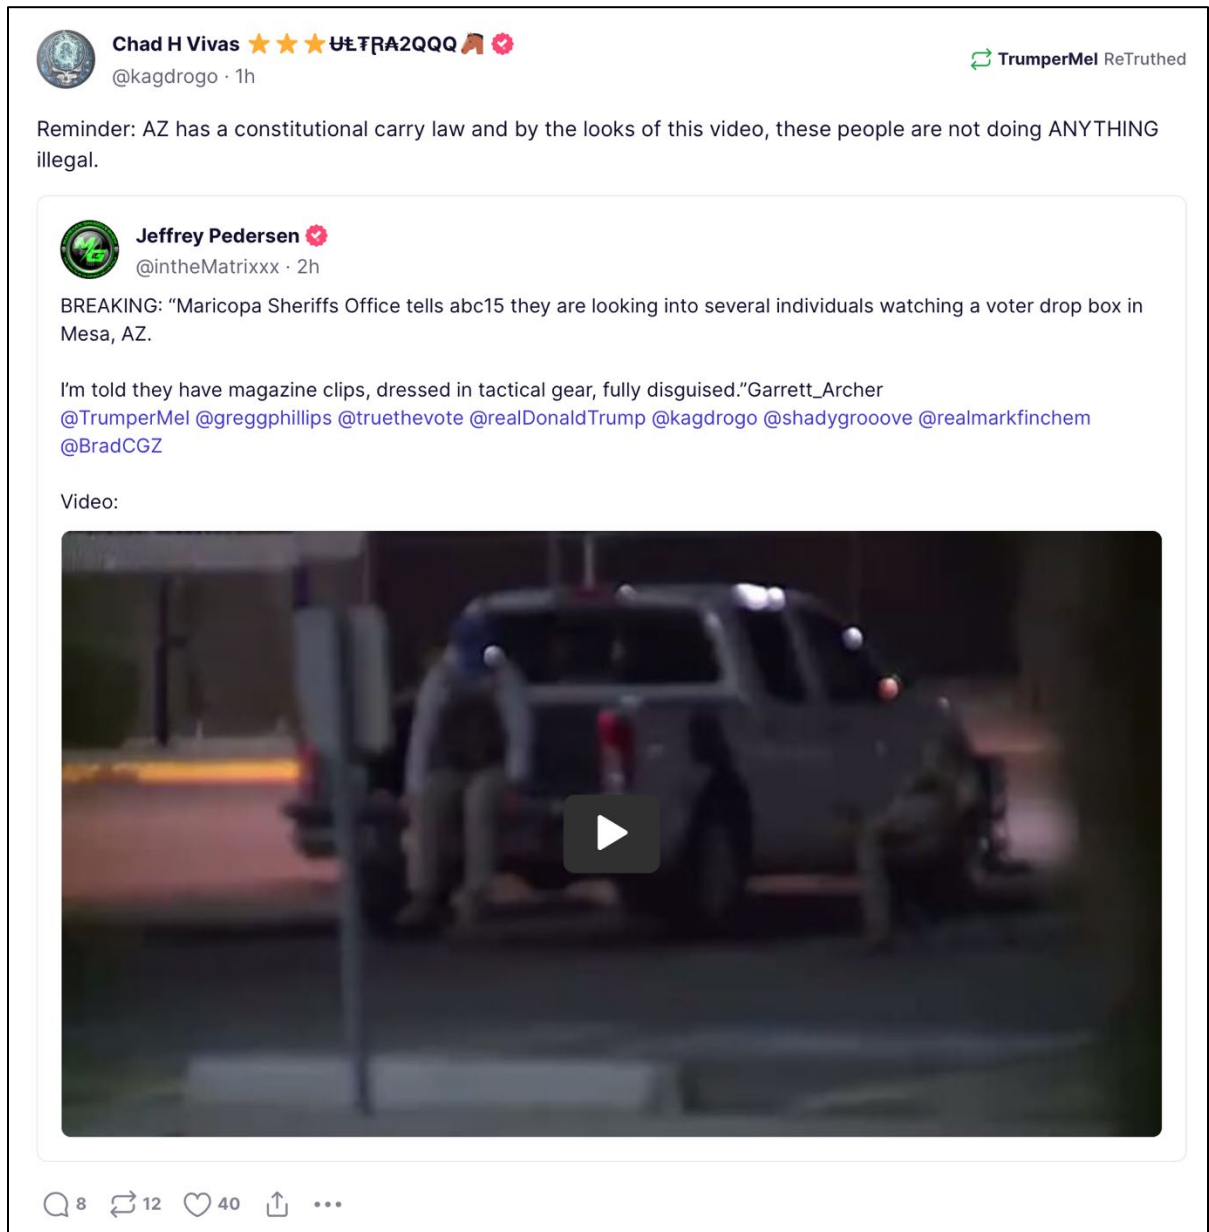 Chad H Vivas ⭐⭐⭐ɄⱠ₮ⱤA2QQQ🐴
TrumperMel ReTruthed
@kagdrogo · 1h
Reminder: AZ has a constitutional carry law and by the looks of this video, these people are not doing ANYTHING
illegal.
Jeffrey Pedersen
@intheMatrixxx · 2h
BREAKING: “Maricopa Sheriffs Office tells abc15 they are looking into several individuals watching a voter drop box in
Mesa, AZ.
I’m told they have magazine clips, dressed in tactical gear, fully disguised.”Garrett_Archer
@TrumperMel @greggphillips @truethevote @realDonaldTrump @kagdrogo @shadygrooove @realmarkfinchem
@BradCGZ
Video:
8 12 40 •••